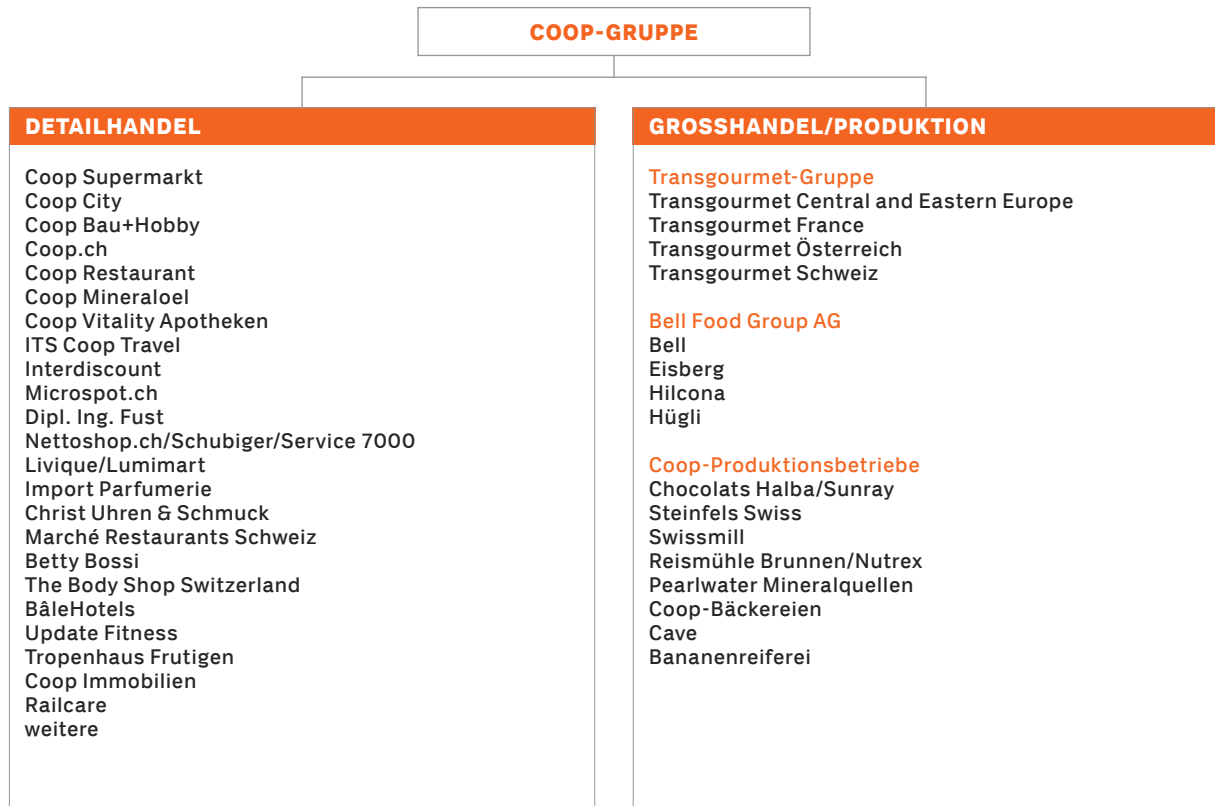 COOP-GRUPPE
DETAILHANDEL
Coop Supermarkt
Coop City
Coop Bau+Hobby
Coop.ch
Coop Restaurant
Coop Mineraloel
Coop Vitality Apotheken
ITS Coop Travel
Interdiscount
Microspot.ch
Dipl. Ing. Fust
Nettoshop.ch/Schubiger/Service 7000
Livique/Lumimart
Import Parfumerie
Christ Uhren & Schmuck
Marché Restaurants Schweiz
Betty Bossi
The Body Shop Switzerland
BâleHotels
Update Fitness
Tropenhaus Frutigen
Coop Immobilien
Railcare
weitere
GROSSHANDEL/PRODUKTION
Transgourmet-Gruppe
Transgourmet Central and Eastern Europe
Transgourmet France
Transgourmet Österreich
Transgourmet Schweiz
Bell Food Group AG
Bell
Eisberg
Hilcona
Hügli
Coop-Produktionsbetriebe
Chocolats Halba/Sunray
Steinfels Swiss
Swissmill
Reismühle Brunnen/Nutrex
Pearlwater Mineralquellen
Coop-Bäckereien
Cave
Bananenreiferei